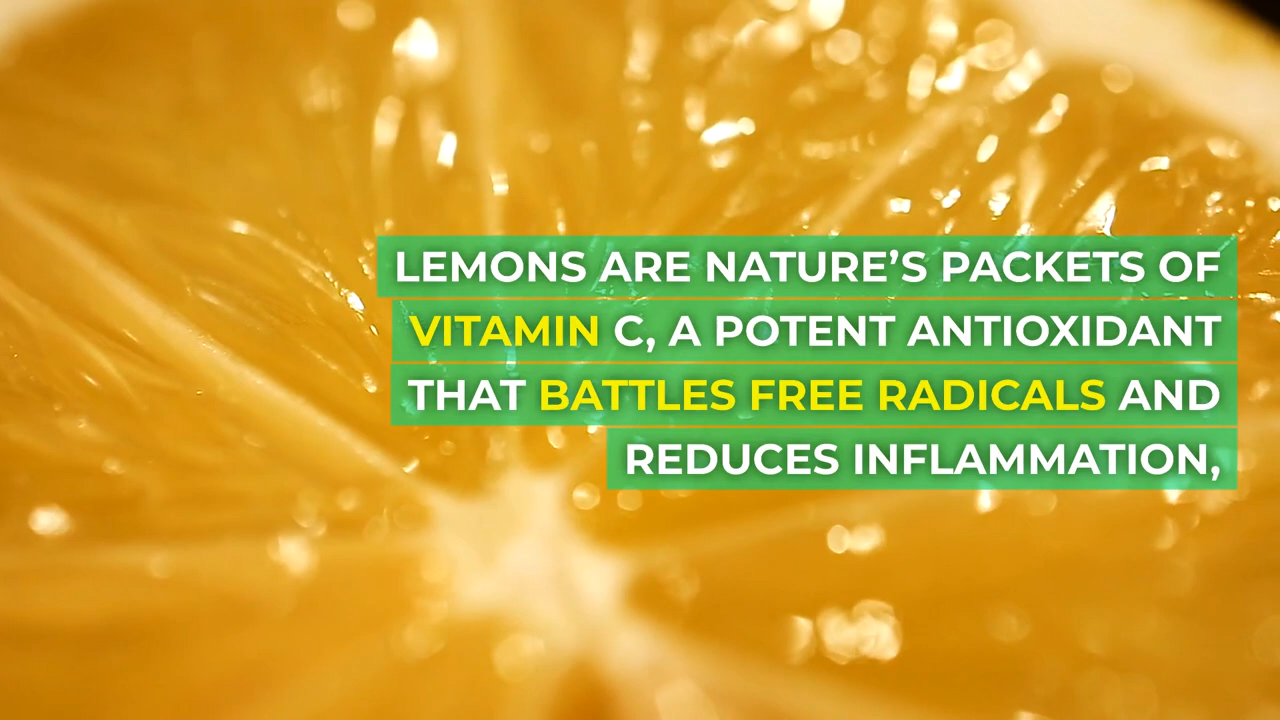 LEMONS ARE NATURE’S PACKETS OF
VITAMIN C, A POTENT ANTIOXIDANT
THAT BATTLES FREE RADICALS AND
REDUCES INFLAMMATION,